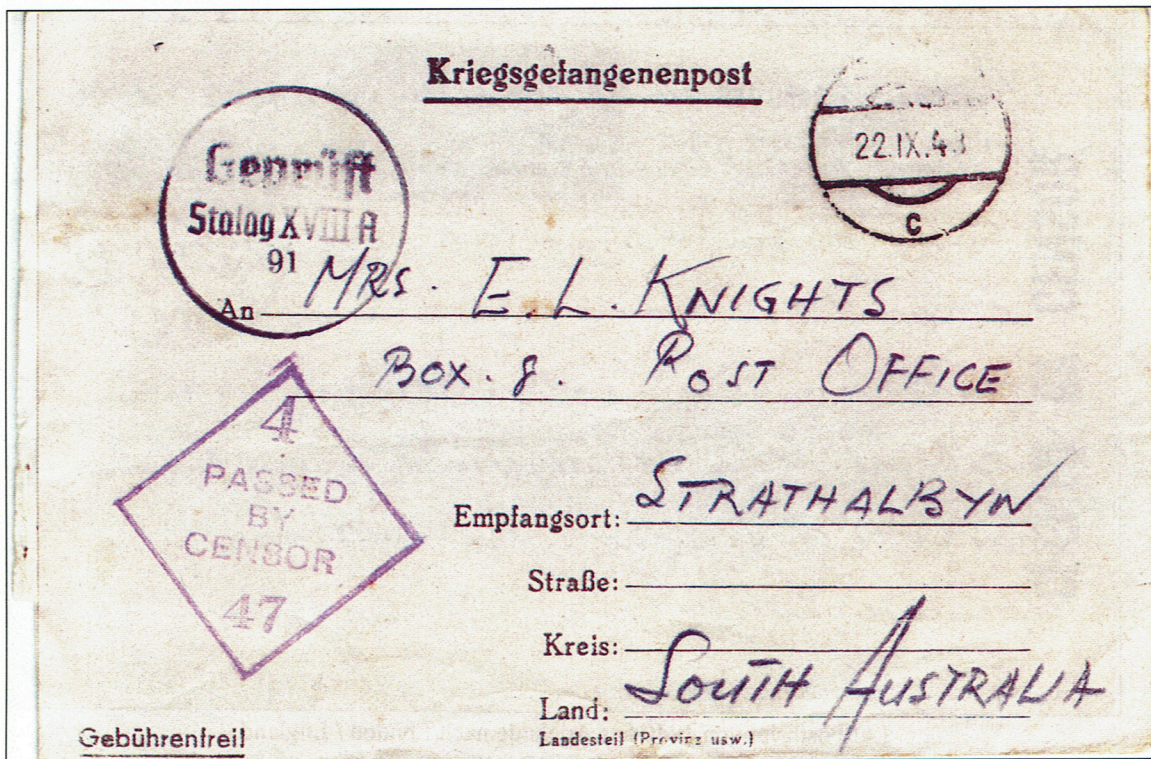 Kriegsgefangenenpost
22.IX.43
C
Geprüft
Stalag XVIII A
91
An MRS. E. L. KNIGHTS
BOX. 8. POST OFFICE
4
PASSED
BY
CENSOR
47
Empfangsort: STRATHALBYN
Straße:
Kreis:
Land: SOUTH AUSTRALIA
Landesteil (Provinz usw.)
Gebührenfrei!